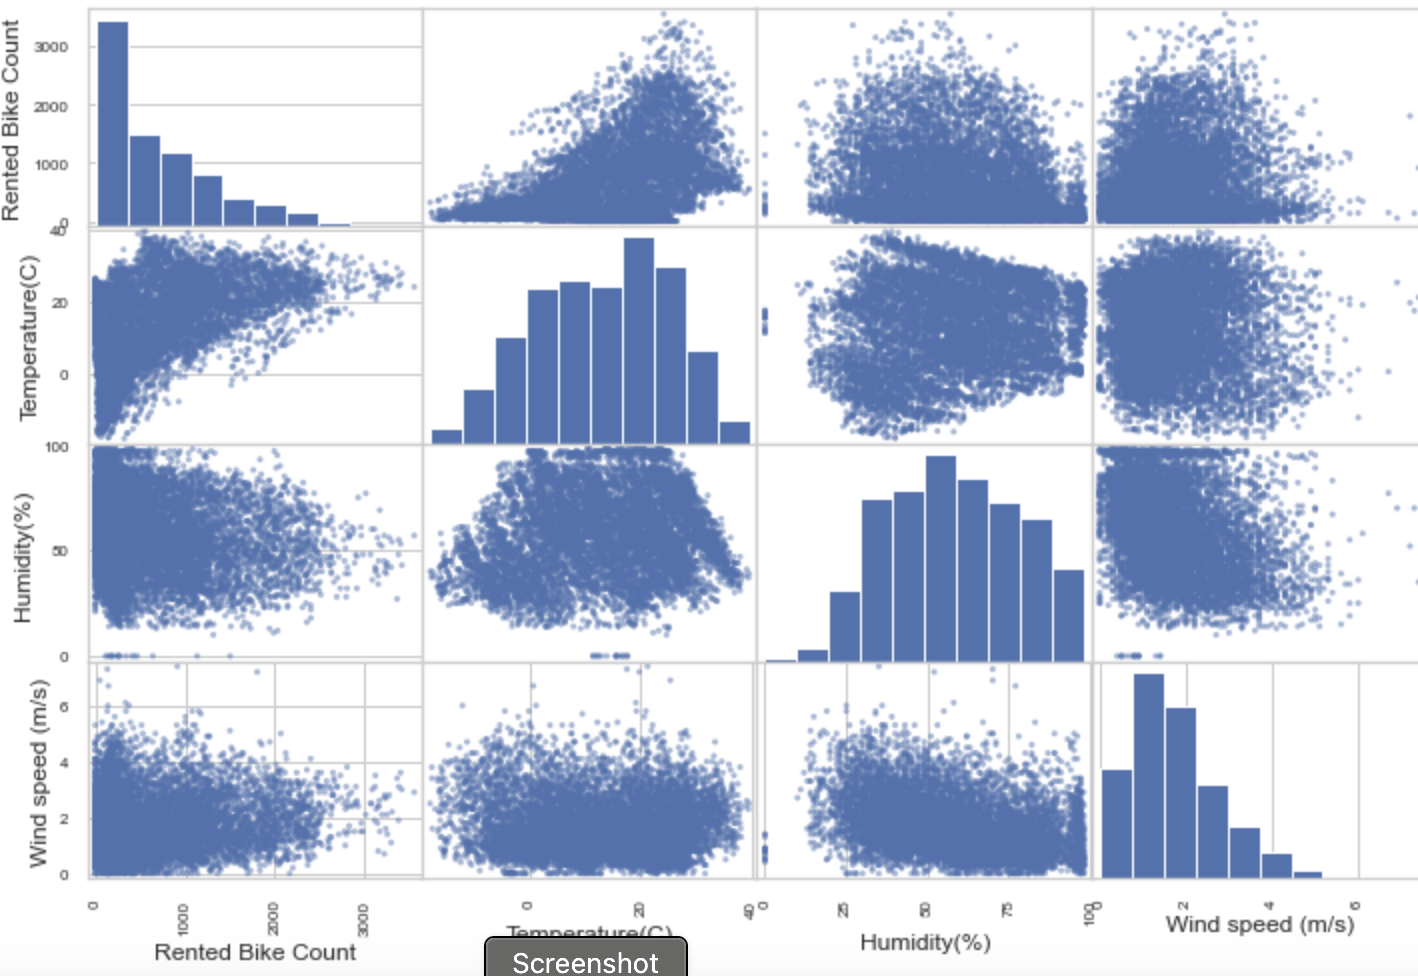 Rented Bike Count
3000
2000
1000
0
Temperature(C)
40
20
0
Humidity(%)
100
50
0
Wind speed (m/s)
6
4
2
0
0 1000 2000 3000
Rented Bike Count
0 20 40
Temperature(C)
0 25 50 75 100
Humidity(%)
0 2 4 6
Wind speed (m/s)
Screenshot